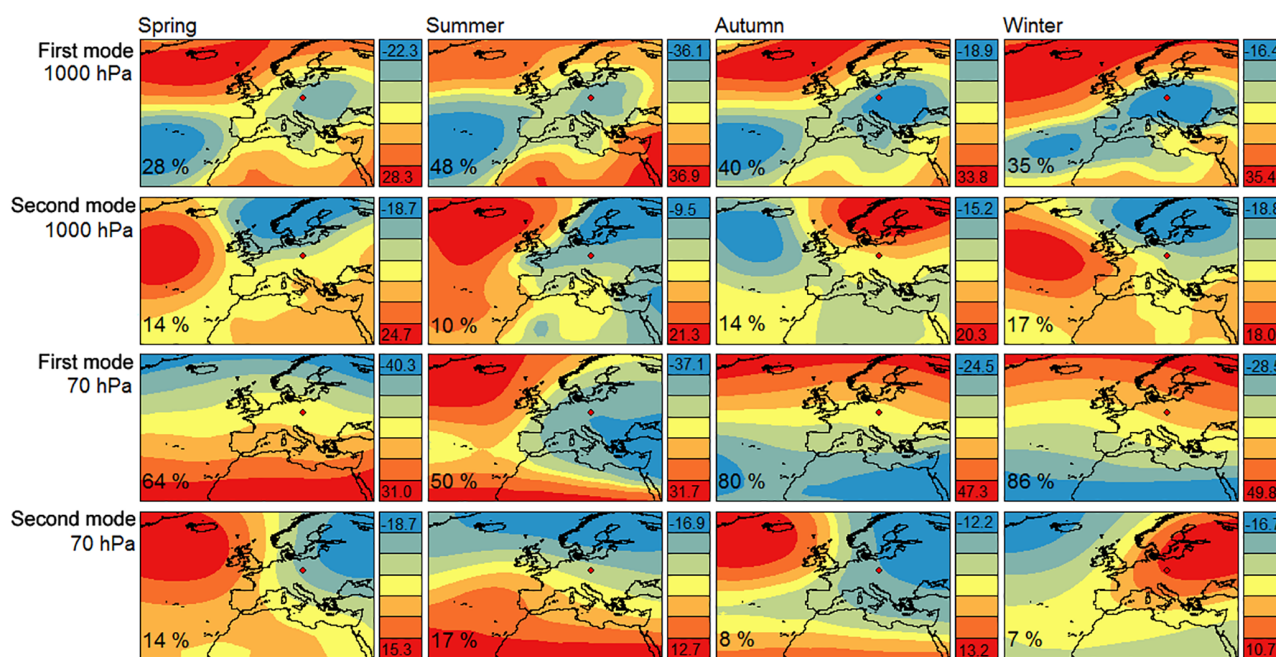 Spring Summer Autumn Winter
First mode
1000 hPa
-22.3 -36.1 -18.9 -16.4
28 % 48 % 40 % 35 %
28.3 36.9 33.8 35.4
Second mode
1000 hPa
-18.7 -9.5 -15.2 -18.8
14 % 10 % 14 % 17 %
24.7 21.3 20.3 18.0
First mode
70 hPa
-40.3 -37.1 -24.5
64 % 50 % 80 % 86 %
31.0 31.7 47.3 49.8
Second mode
70 hPa
-18.7 -16.9 -12.2
14 % 17 % 8 % 7 %
15.3 12.7 13.2 10.7